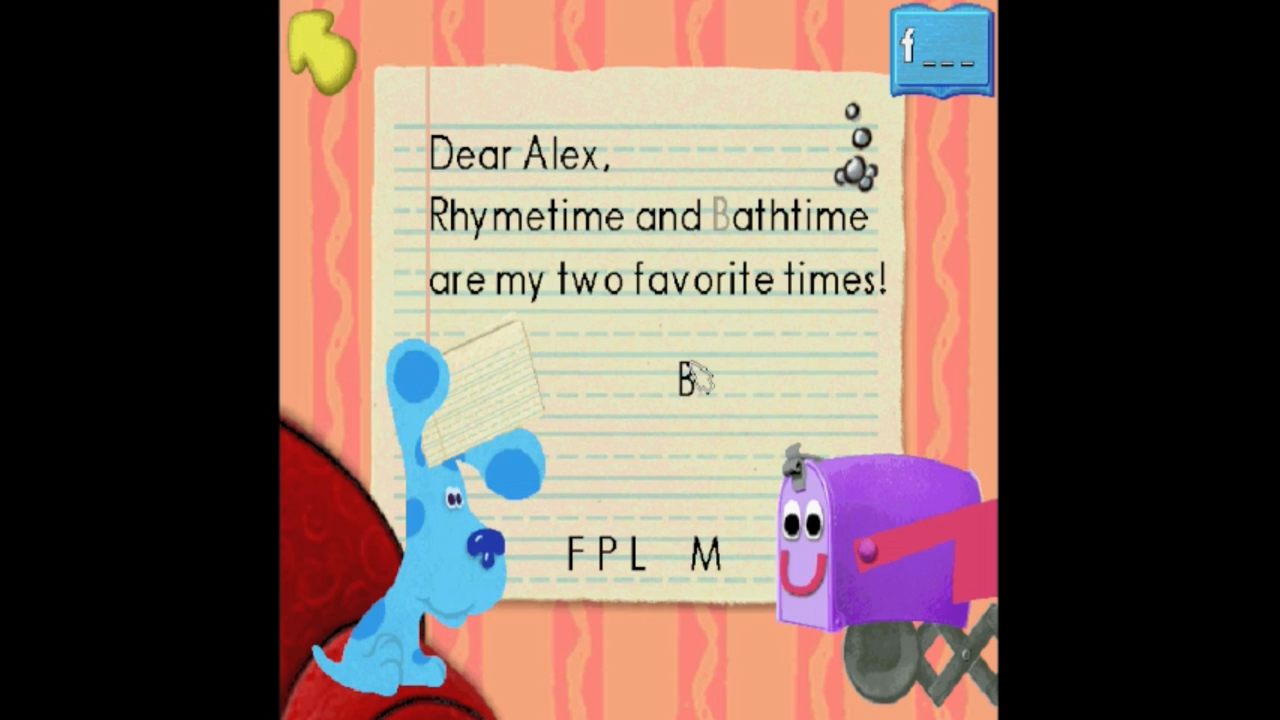 f _ _ _
Dear Alex,
Rhymetime and Bathtime
are my two favorite times!
B
F P L M